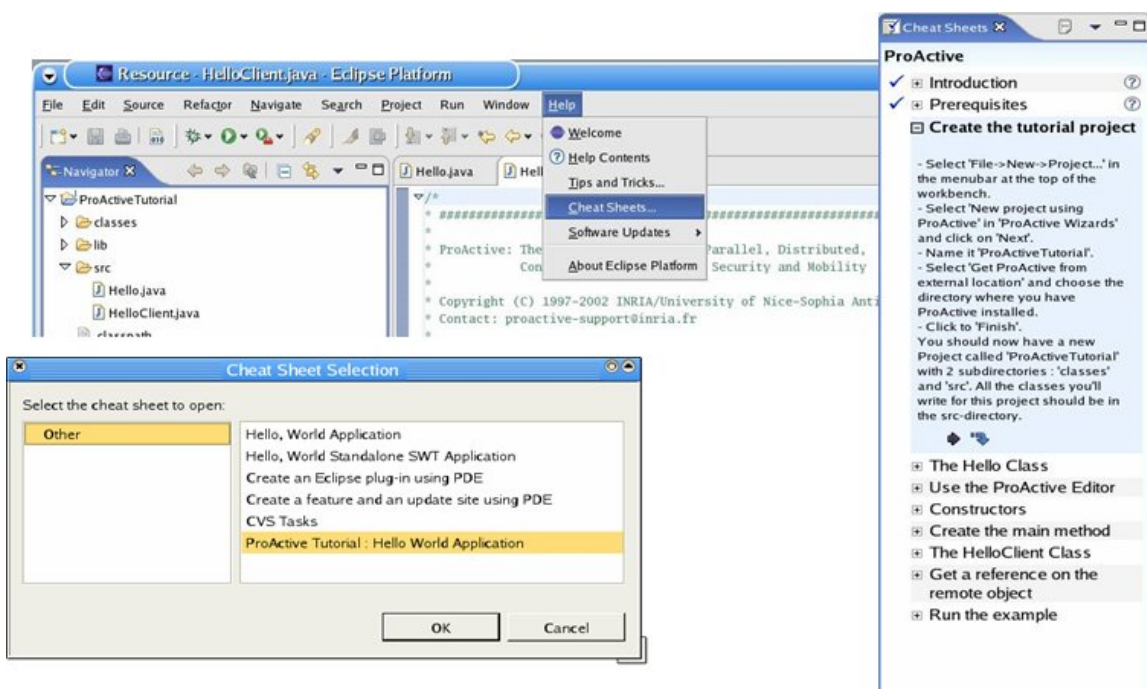 Resource - HelloClient.java - Eclipse Platform
File Edit Source Refactor Navigate Search Project Run Window Help
Welcome
Help Contents
Tips and Tricks...
Cheat Sheets...
Software Updates
About Eclipse Platform
Navigator
ProActiveTutorial
classes
lib
src
Hello.java
HelloClient.java
.classpath
Hello.java
/*
* ProActive: The
Parallel, Distributed,
Security and Mobility
* Copyright (C) 1997-2002 INRIA/University of Nice-Sophia Anti
* Contact: proactive-support@inria.fr
Cheat Sheet Selection
Select the cheat sheet to open:
Other
Hello, World Application
Hello, World Standalone SWT Application
Create an Eclipse plug-in using PDE
Create a feature and an update site using PDE
CVS Tasks
ProActive Tutorial : Hello World Application
OK
Cancel
Cheat Sheets
ProActive
Introduction
Prerequisites
Create the tutorial project
- Select 'File->New->Project...' in
the menubar at the top of the
workbench.
- Select 'New project using
ProActive' in 'ProActive Wizards'
and click on 'Next'.
- Name it 'ProActiveTutorial'.
- Select 'Get ProActive from
external location' and choose the
directory where you have
ProActive installed.
- Click to 'Finish'.
You should now have a new
Project called 'ProActiveTutorial'
with 2 subdirectories : 'classes'
and 'src'. All the classes you'll
write for this project should be in
the src-directory.
The Hello Class
Use the ProActive Editor
Constructors
Create the main method
The HelloClient Class
Get a reference on the
remote object
Run the example